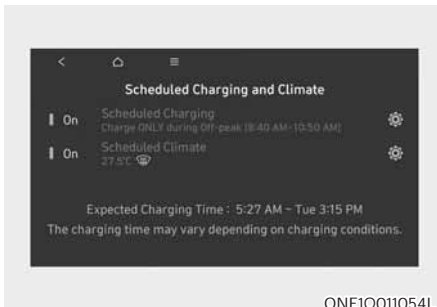 Scheduled Charging and Climate
On
Scheduled Charging
Charge ONLY during Off-peak (8:40 AM~10:50 AM)
On
Scheduled Climate
27.5℃
Expected Charging Time : 5:27 AM ~ Tue 3:15 PM
The charging time may vary depending on charging conditions.
ONE1Q011054L